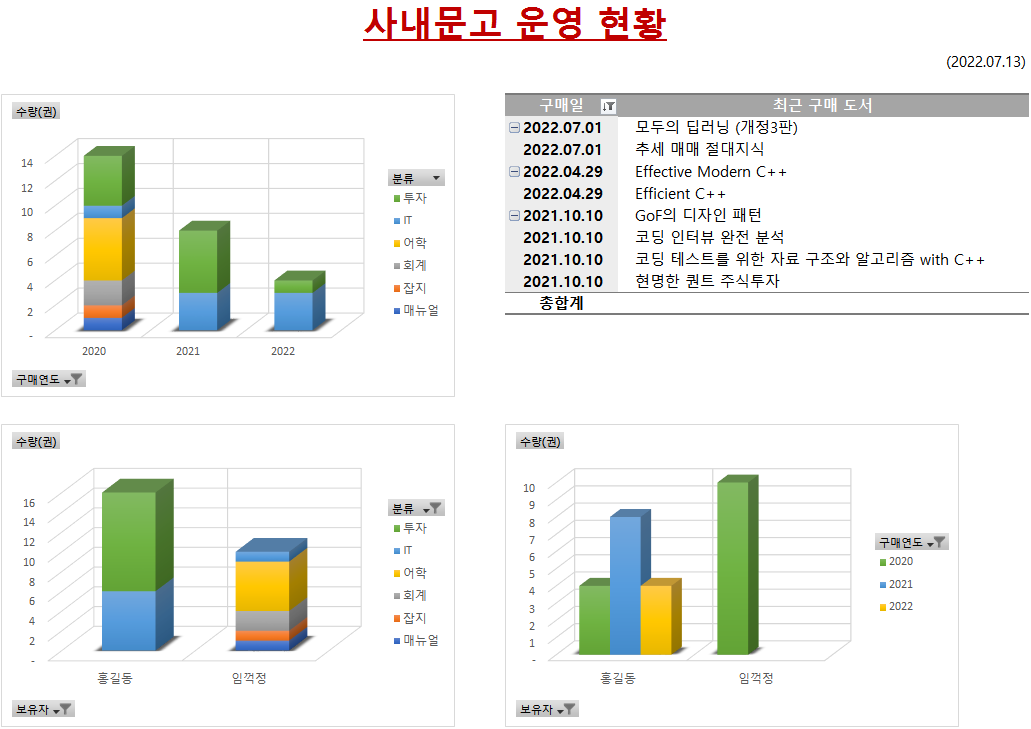 사내문고 운영 현황
(2022.07.13)
수량(권)
14
12
10
8
6
4
2
-
2020
2021
2022
분류
투자
IT
어학
회계
잡지
매뉴얼
구매연도
구매일 최근 구매 도서
2022.07.01 모두의 딥러닝 (개정3판)
2022.07.01 추세 매매 절대지식
2022.04.29 Effective Modern C++
2022.04.29 Efficient C++
2021.10.10 GoF의 디자인 패턴
2021.10.10 코딩 인터뷰 완전 분석
2021.10.10 코딩 테스트를 위한 자료 구조와 알고리즘 with C++
2021.10.10 현명한 퀀트 주식투자
총합계
수량(권)
16
14
12
10
8
6
4
2
-
홍길동
임꺽정
분류
투자
IT
어학
회계
잡지
매뉴얼
보유자
수량(권)
10
9
8
7
6
5
4
3
2
1
-
홍길동
임꺽정
구매연도
2020
2021
2022
보유자